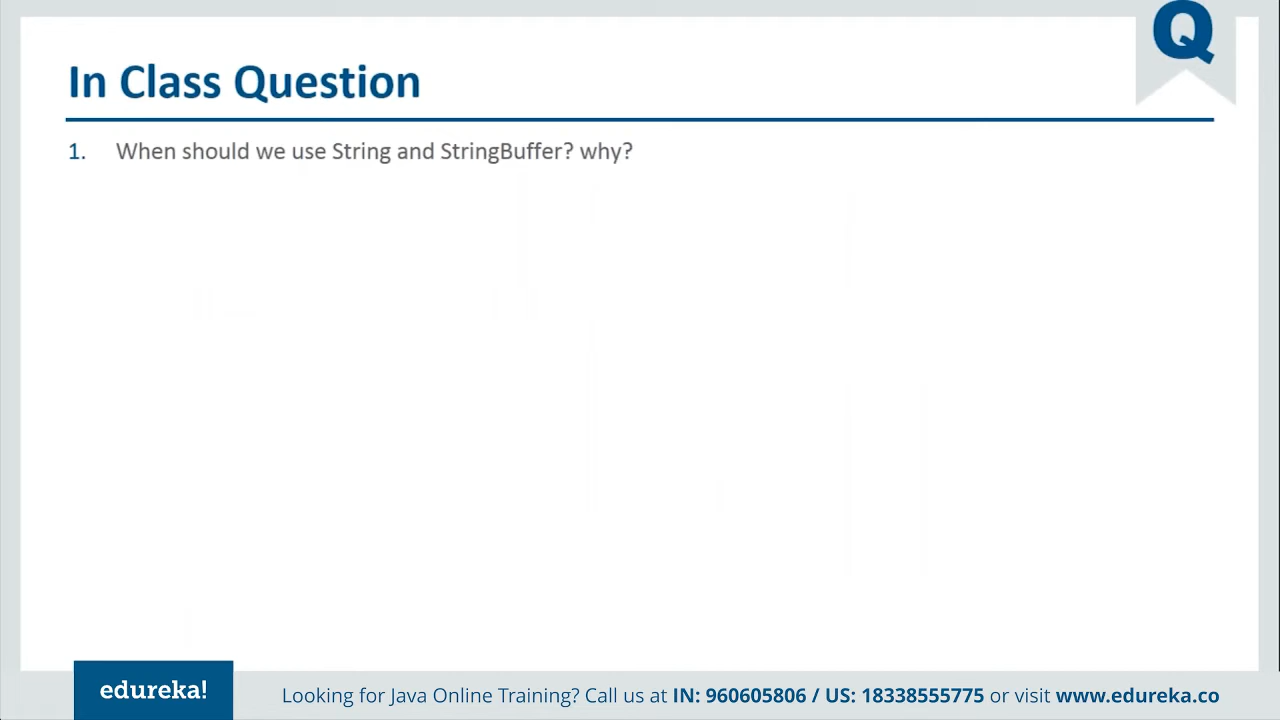 Q
In Class Question
1. When should we use String and StringBuffer? why?
edureka!
Looking for Java Online Training? Call us at IN: 960605806 / US: 18338555775 or visit www.edureka.co